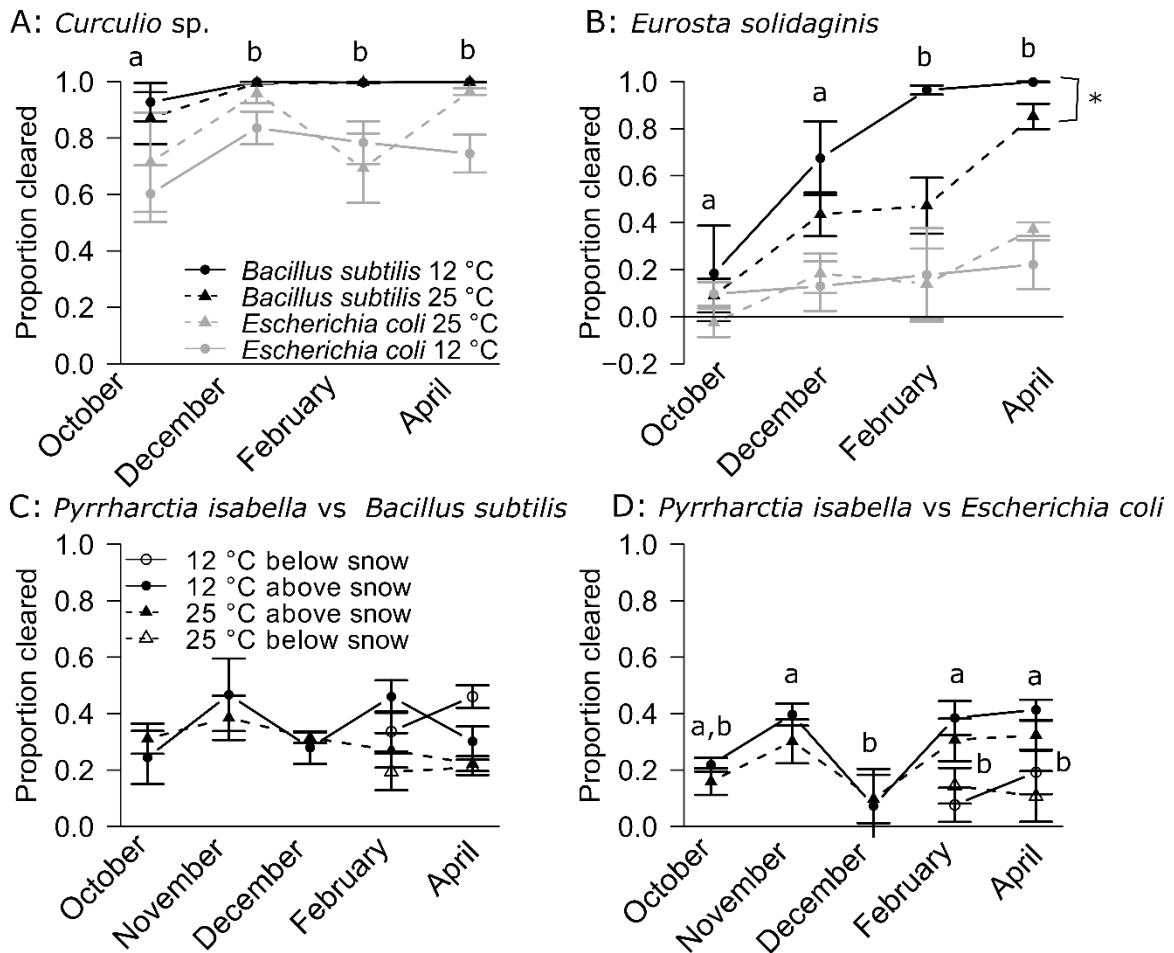 A: Curculio sp.
a b b b
1.0
0.8
0.6
0.4
0.2
0.0
Proportion cleared
Bacillus subtilis 12 °C
Bacillus subtilis 25 °C
Escherichia coli 25 °C
Escherichia coli 12 °C
October
December
February
April
B: Eurosta solidaginis
a a b b
*
1.0
0.8
0.6
0.4
0.2
0.0
−0.2
Proportion cleared
October
December
February
April
C: Pyrrharctia isabella vs Bacillus subtilis
1.0
0.8
0.6
0.4
0.2
0.0
Proportion cleared
12 °C below snow
12 °C above snow
25 °C above snow
25 °C below snow
October
November
December
February
April
D: Pyrrharctia isabella vs Escherichia coli
1.0
0.8
0.6
0.4
0.2
0.0
Proportion cleared
a,b a b a a
b b
October
November
December
February
April